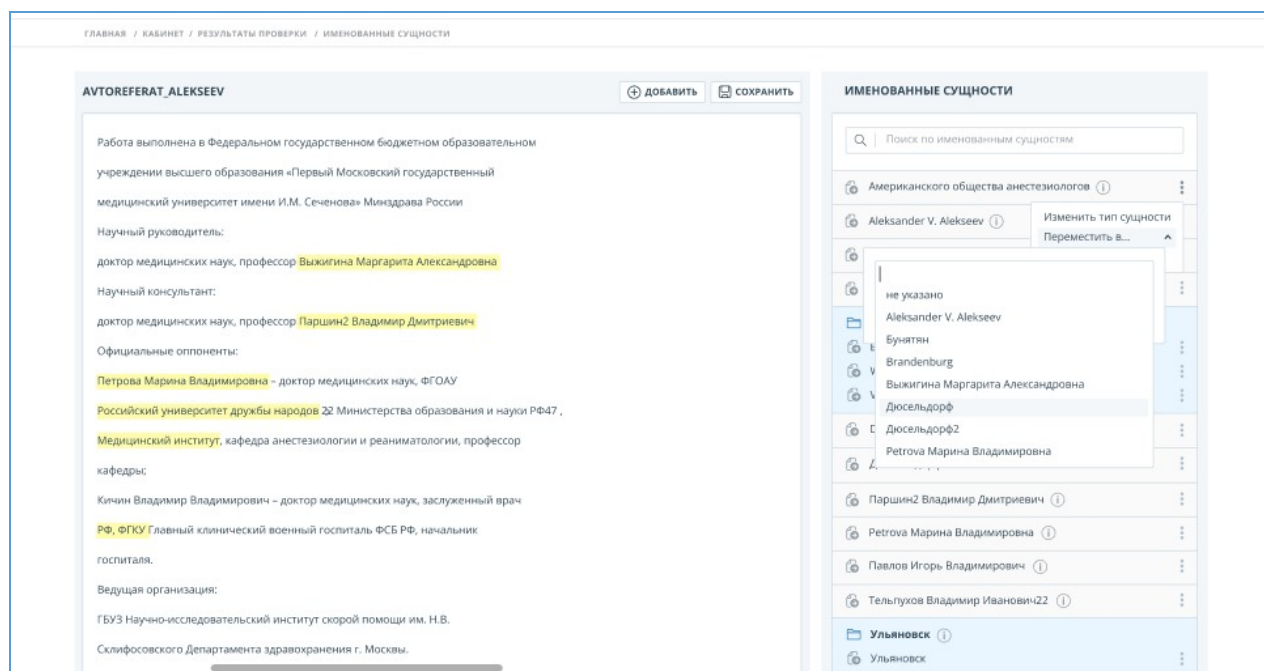 ГЛАВНАЯ / КАБИНЕТ / РЕЗУЛЬТАТЫ ПРОВЕРКИ / ИМЕНОВАННЫЕ СУЩНОСТИ
AVTOREFERAT_ALEKSEEV
ДОБАВИТЬ
СОХРАНИТЬ
Работа выполнена в Федеральном государственном бюджетном образовательном
учреждении высшего образования «Первый Московский государственный
медицинский университет имени И.М. Сеченова» Минздрава России
Научный руководитель:
доктор медицинских наук, профессор Выжигина Маргарита Александровна
Научный консультант:
доктор медицинских наук, профессор Паршин2 Владимир Дмитриевич
Официальные оппоненты:
Петрова Марина Владимировна – доктор медицинских наук, ФГОАУ
Российский университет дружбы народов 22 Министерства образования и науки РФ47 ,
Медицинский институт, кафедра анестезиологии и реаниматологии, профессор
кафедры;
Кичин Владимир Владимирович – доктор медицинских наук, заслуженный врач
РФ, ФГКУ Главный клинический военный госпиталь ФСБ РФ, начальник
госпиталя.
Ведущая организация:
ГБУЗ Научно-исследовательский институт скорой помощи им. Н.В.
Склифосовского Департамента здравохранения г. Москвы.
ИМЕНОВАННЫЕ СУЩНОСТИ
Поиск по именованным сущностям
Американского общества анестезиологов
Aleksander V. Alekseev
Изменить тип сущности
Переместить в...
не указано
Aleksander V. Alekseev
Бунятян
Brandenburg
Выжигина Маргарита Александровна
Дюсельдорф
Дюсельдорф2
Petrova Марина Владимировна
Паршин2 Владимир Дмитриевич
Petrova Марина Владимировна
Павлов Игорь Владимирович
Тельпухов Владимир Иванович22
Ульяновск
Ульяновск